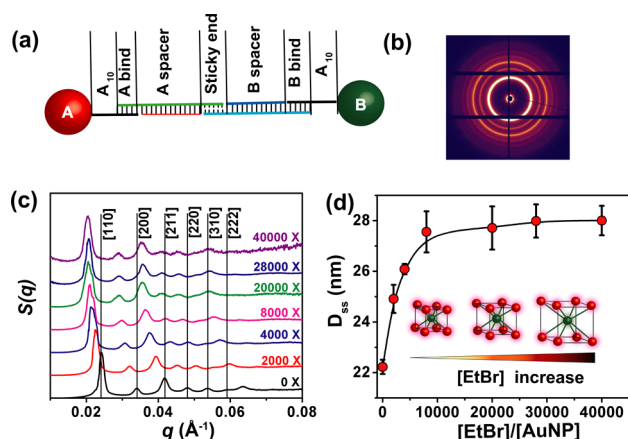 (a)
A₁₀
A bind
A spacer
Sticky end
B spacer
B bind
A₁₀
A
B
(b)
(c)
[110]
[200]
[211]
[220]
[310]
[222]
40000 X
28000 X
20000 X
8000 X
4000 X
2000 X
0 X
S(q)
0.02 0.04 0.06 0.08
q (Å⁻¹)
(d)
28
26
24
22
D_ss (nm)
[EtBr] increase
0 10000 20000 30000 40000
[EtBr]/[AuNP]